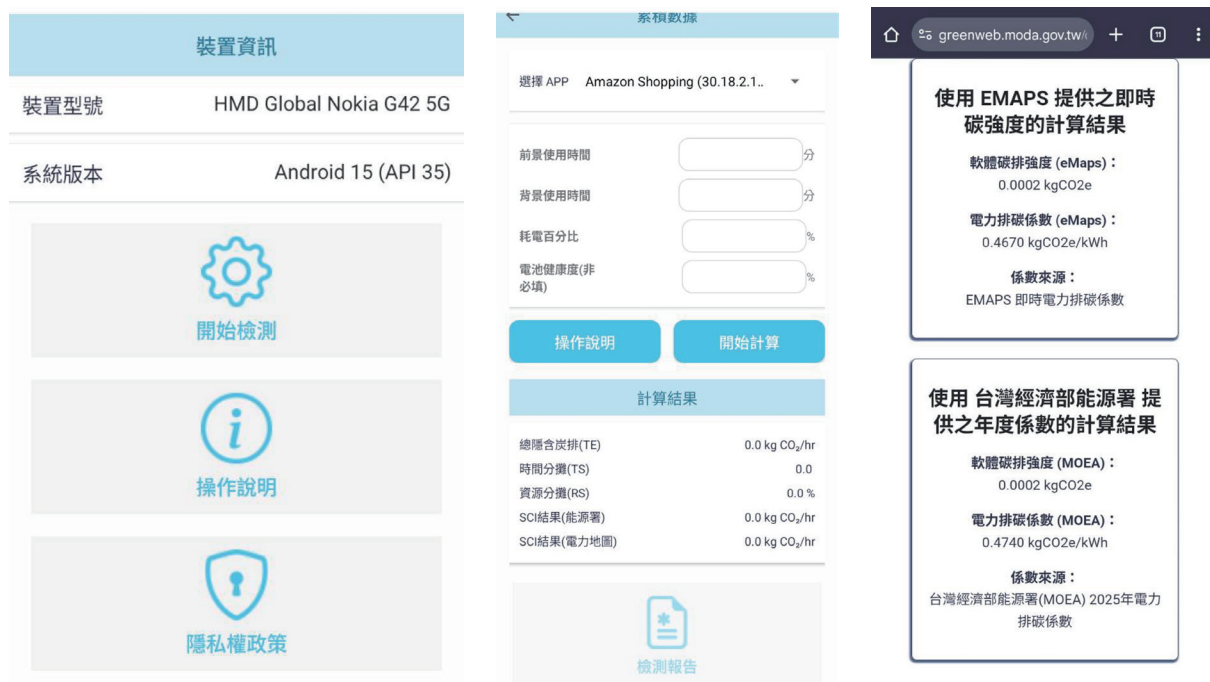 裝置資訊
裝置型號 HMD Global Nokia G42 5G
系統版本 Android 15 (API 35)
開始檢測
操作說明
隱私權政策
累積數據
選擇 APP Amazon Shopping (30.18.2.1..
前景使用時間 分
背景使用時間 分
耗電百分比 %
電池健康度(非
必填) %
操作說明 開始計算
計算結果
總隱含炭排(TE) 0.0 kg CO₂/hr
時間分攤(TS) 0.0
資源分攤(RS) 0.0 %
SCI結果(能源署) 0.0 kg CO₂/hr
SCI結果(電力地圖) 0.0 kg CO₂/hr
檢測報告
greenweb.moda.gov.tw/
11
使用 EMAPS 提供之即時
碳強度的計算結果
軟體碳排強度 (eMaps)：
0.0002 kgCO2e
電力排碳係數 (eMaps)：
0.4670 kgCO2e/kWh
係數來源：
EMAPS 即時電力排碳係數
使用 台灣經濟部能源署 提
供之年度係數的計算結果
軟體碳排強度 (MOEA)：
0.0002 kgCO2e
電力排碳係數 (MOEA)：
0.4740 kgCO2e/kWh
係數來源：
台灣經濟部能源署(MOEA) 2025年電力
排碳係數